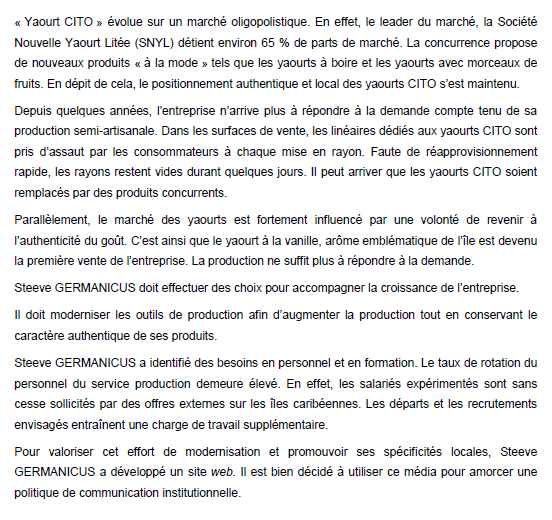 « Yaourt CITO » évolue sur un marché oligopolistique. En effet, le leader du marché, la Société
Nouvelle Yaourt Litée (SNYL) détient environ 65 % de parts de marché. La concurrence propose
de nouveaux produits « à la mode » tels que les yaourts à boire et les yaourts avec morceaux de
fruits. En dépit de cela, le positionnement authentique et local des yaourts CITO s'est maintenu.
Depuis quelques années, l'entreprise n'arrive plus à répondre à la demande compte tenu de sa
production semi-artisanale. Dans les surfaces de vente, les linéaires dédiés aux yaourts CITO sont
pris d'assaut par les consommateurs à chaque mise en rayon. Faute de réapprovisionnement
rapide, les rayons restent vides durant quelques jours. Il peut arriver que les yaourts CITO soient
remplacés par des produits concurrents.
Parallèlement, le marché des yaourts est fortement influencé par une volonté de revenir à
l'authenticité du goût. C'est ainsi que le yaourt à la vanille, arôme emblématique de l'île est devenu
la première vente de l'entreprise. La production ne suffit plus à répondre à la demande.
Steeve GERMANICUS doit effectuer des choix pour accompagner la croissance de l'entreprise.
Il doit moderniser les outils de production afin d'augmenter la production tout en conservant le
caractère authentique de ses produits.
Steeve GERMANICUS a identifié des besoins en personnel et en formation. Le taux de rotation du
personnel du service production demeure élevé. En effet, les salariés expérimentés sont sans
cesse sollicités par des offres externes sur les îles caribéennes. Les départs et les recrutements
envisagés entraînent une charge de travail supplémentaire.
Pour valoriser cet effort de modernisation et promouvoir ses spécificités locales, Steeve
GERMANICUS a développé un site web. Il est bien décidé à utiliser ce média pour amorcer une
politique de communication institutionnelle.